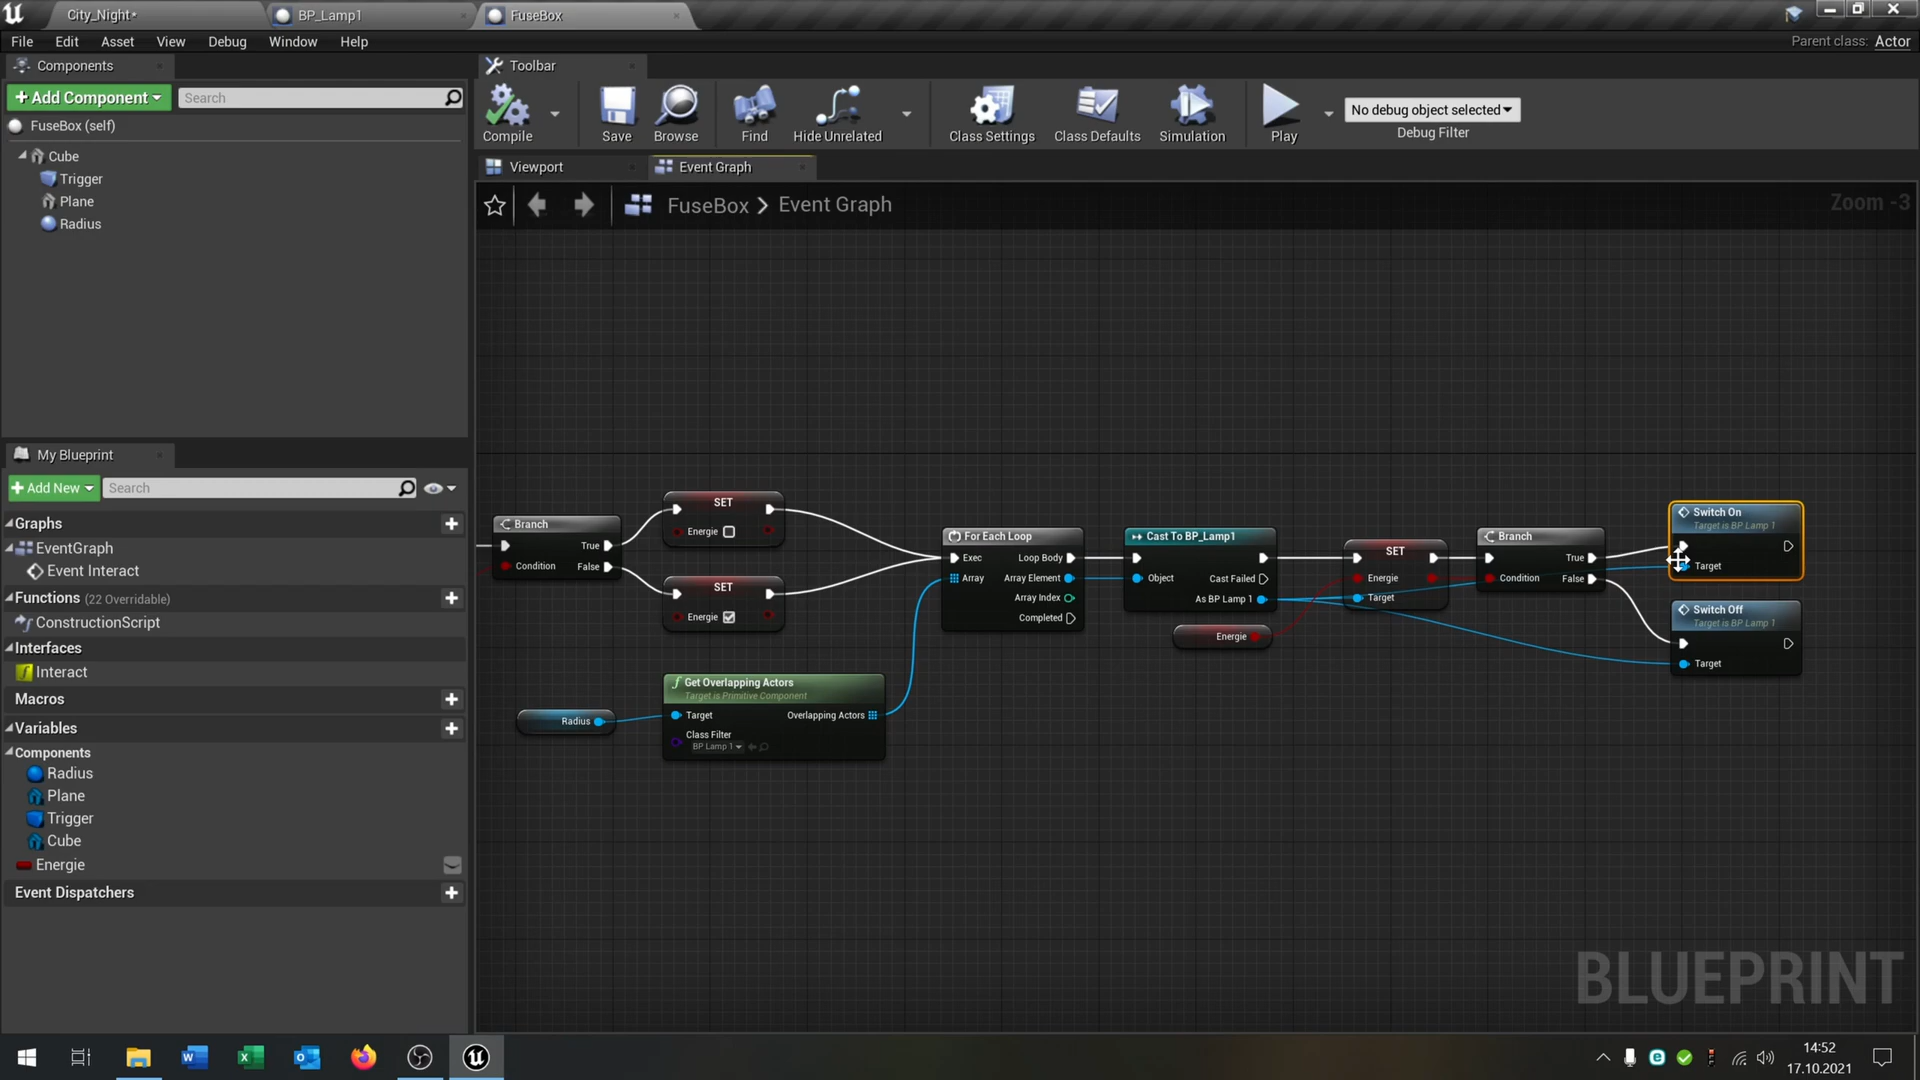 City_Night•
BP_Lamp1
FuseBox
File
Edit
Asset
View
Debug
Window
Help
Parent class: Actor
Components
Toolbar
+ Add Component
Search
FuseBox (self)
Cube
Trigger
Plane
Radius
Compile
Save
Browse
Find
Hide Unrelated
Class Settings
Class Defaults
Simulation
Play
No debug object selected
Debug Filter
Viewport
Event Graph
FuseBox > Event Graph
Zoom -3
My Blueprint
+ Add New
Search
Graphs
EventGraph
Event Interact
Functions (22 Overridable)
ConstructionScript
Interfaces
Interact
Macros
Variables
Components
Radius
Plane
Trigger
Cube
Energie
Event Dispatchers
Branch
True
Condition
False
SET
Energie
SET
Energie
Radius
Get Overlapping Actors
Target is Primitive Component
Target
Overlapping Actors
Class Filter
BP Lamp 1
For Each Loop
Exec
Loop Body
Array
Array Element
Array Index
Completed
Cast To BP_Lamp1
Object
Cast Failed
As BP Lamp 1
Energie
SET
Energie
Target
Branch
True
Condition
False
Switch On
Target is BP Lamp 1
Target
Switch Off
Target is BP Lamp 1
Target
BLUEPRINT
14:52
17.10.2021